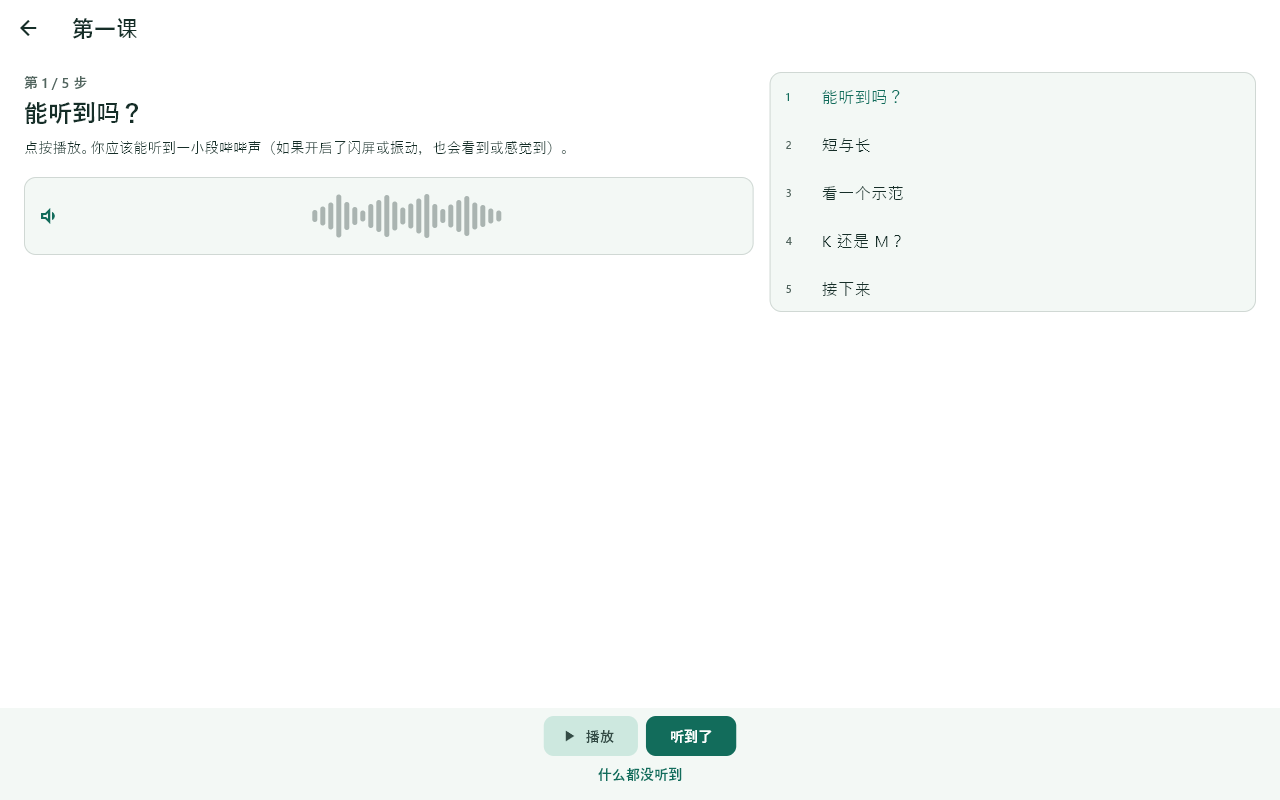 第一课
第 1 / 5 步
能听到吗？
点按播放。你应该能听到一小段哔哔声（如果开启了闪屏或振动，也会看到或感觉到）。
1 能听到吗？
2 短与长
3 看一个示范
4 K 还是 M？
5 接下来
播放
听到了
什么都没听到